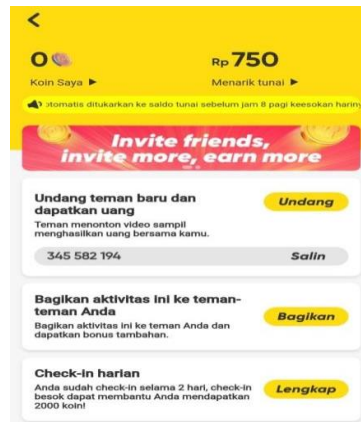 0 Rp 750
Koin Saya ► Menarik tunai ►
otomatis ditukarkan ke saldo tunai sebelum jam 8 pagi keesokan hariny
Invite friends,
invite more, earn more
Undang teman baru dan
dapatkan uang
Undang
Teman menonton video sampil
menghasilkan uang bersama kamu.
345 582 194 Salin
Bagikan aktivitas ini ke teman-
teman Anda
Bagikan
Bagikan aktivitas ini ke teman Anda dan
dapatkan bonus tambahan.
Check-in harian
Anda sudah check-in selama 2 hari, check-in
besok dapat membantu Anda mendapatkan
2000 koin!
Lengkap